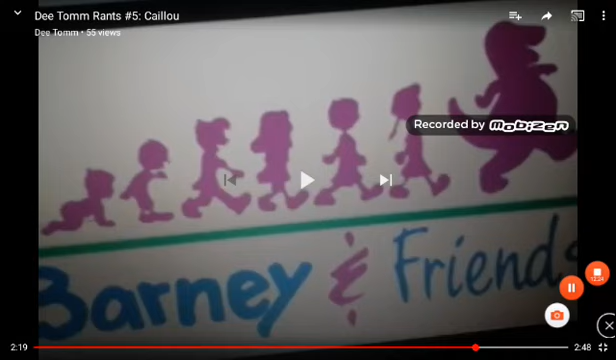 Dee Tomm Rants #5: Caillou
Dee Tomm • 55 views
Recorded by MOBIZEN
Barney & Friends
2:19
2:48